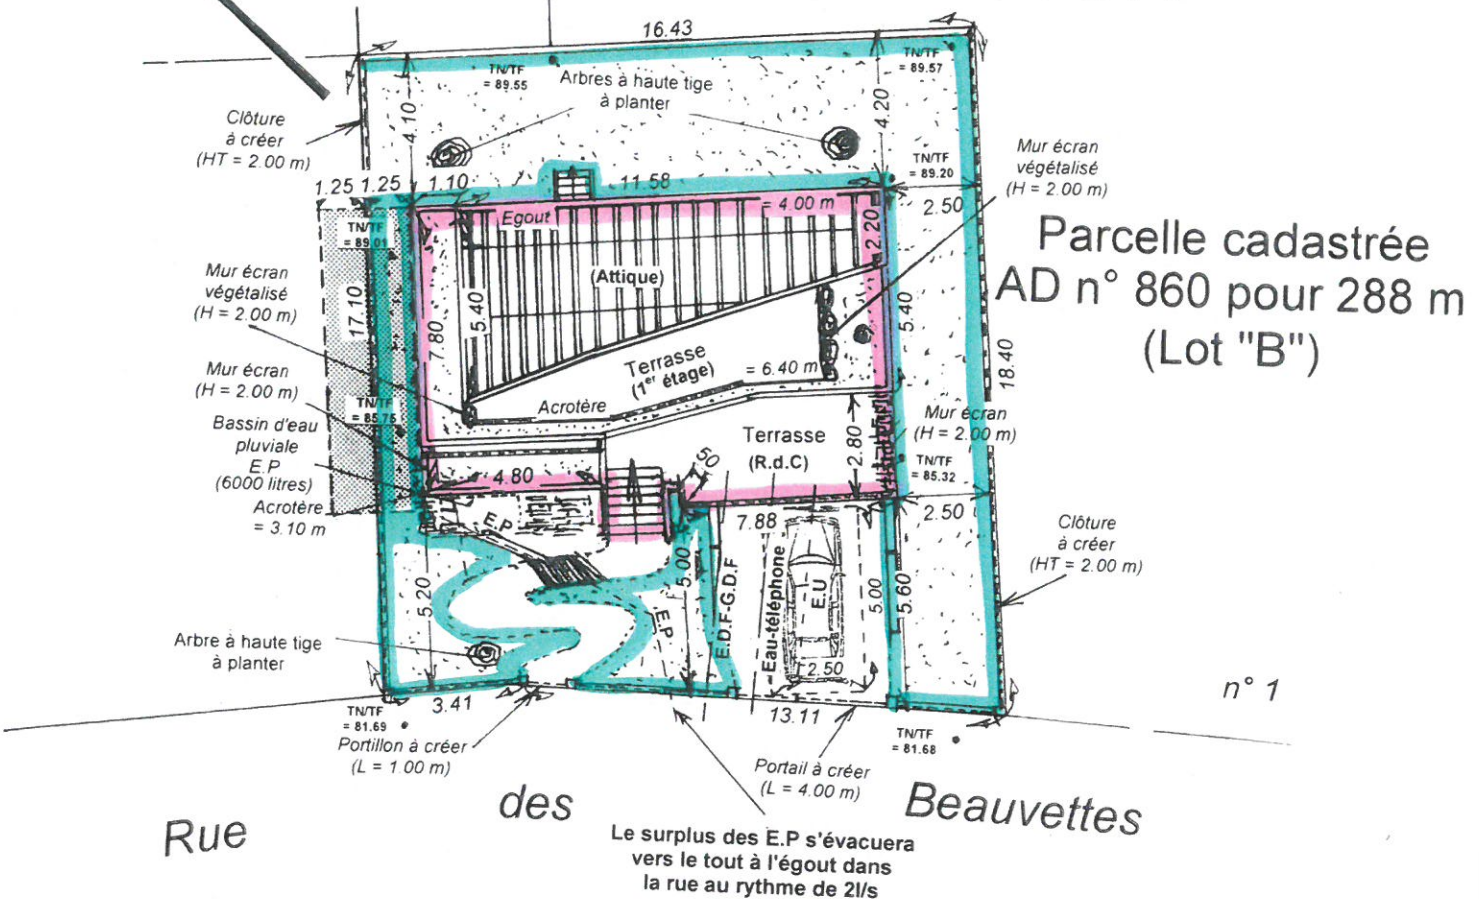 16.43
TN/TF
= 89.55
Arbres à haute tige
à planter
TN/TF
= 89.57
Clôture
à créer
(HT = 2.00 m)
4.10
4.20
Mur écran
végétalisé
(H = 2.00 m)
TN/TF
= 89.20
1.25 1.25 1.10 11.58
2.50
Egout = 4.00 m
TN/TF
= 89.01
2.20
Parcelle cadastrée
AD n° 860 pour 288 m
(Lot "B")
Mur écran
végétalisé
(H = 2.00 m)
(Attique)
17.10
7.80
5.40
5.40
18.40
Terrasse
(1er étage)
= 6.40 m
Mur écran
(H = 2.00 m)
TN/TF
= 85.75
Acrotère
Bassin d'eau
pluviale
E.P
(6000 litres)
Mur écran
(H = 2.00 m)
Terrasse
(R.d.C)
2.80
TN/TF
= 85.32
4.80
50
Acrotère
= 3.10 m
E.P
7.88
2.50
Clôture
à créer
(HT = 2.00 m)
5.20
5.00
E.P
E.D.F-G.D.F
Eau-téléphone
E.U
5.00
5.60
2.50
Arbre à haute tige
à planter
3.41
13.11
n° 1
TN/TF
= 81.69
Portillon à créer
(L = 1.00 m)
TN/TF
= 81.68
Portail à créer
(L = 4.00 m)
Rue des Beauvettes
Le surplus des E.P s'évacuera
vers le tout à l'égout dans
la rue au rythme de 2l/s